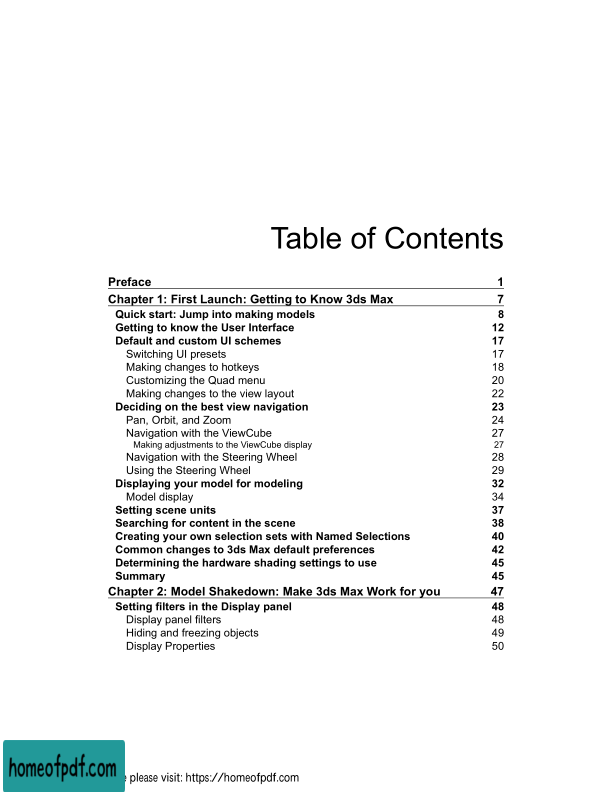 Table of Contents
Preface 1
Chapter 1: First Launch: Getting to Know 3ds Max 7
Quick start: Jump into making models 8
Getting to know the User Interface 12
Default and custom UI schemes 17
Switching UI presets 17
Making changes to hotkeys 18
Customizing the Quad menu 20
Making changes to the view layout 22
Deciding on the best view navigation 23
Pan, Orbit, and Zoom 24
Navigation with the ViewCube 27
Making adjustments to the ViewCube display 27
Navigation with the Steering Wheel 28
Using the Steering Wheel 29
Displaying your model for modeling 32
Model display 34
Setting scene units 37
Searching for content in the scene 38
Creating your own selection sets with Named Selections 40
Common changes to 3ds Max default preferences 42
Determining the hardware shading settings to use 45
Summary 45
Chapter 2: Model Shakedown: Make 3ds Max Work for you 47
Setting filters in the Display panel 48
Display panel filters 48
Hiding and freezing objects 49
Display Properties 50
homeofpdf.com
please visit: https://homeofpdf.com